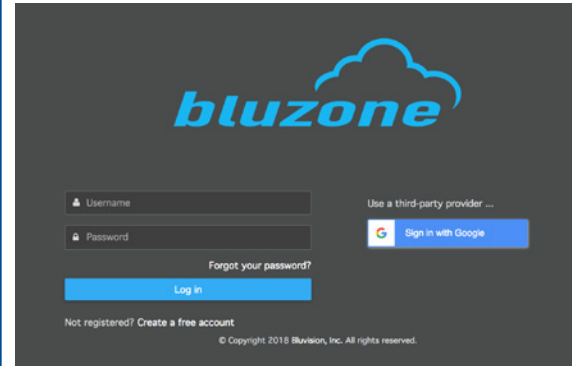 bluzone
Username
Password
Forgot your password?
Log in
Not registered? Create a free account
Use a third-party provider ...
G Sign in with Google
© Copyright 2018 Bluvision, Inc. All rights reserved.